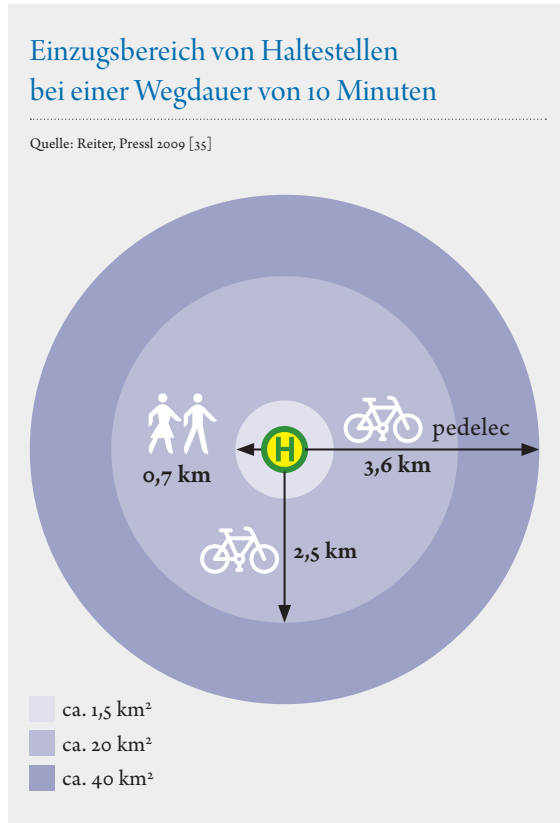 Einzugsbereich von Haltestellen
bei einer Wegdauer von 10 Minuten
Quelle: Reiter, Pressl 2009 [35]
pedelec
H
0,7 km
3,6 km
2,5 km
ca. 1,5 km²
ca. 20 km²
ca. 40 km²